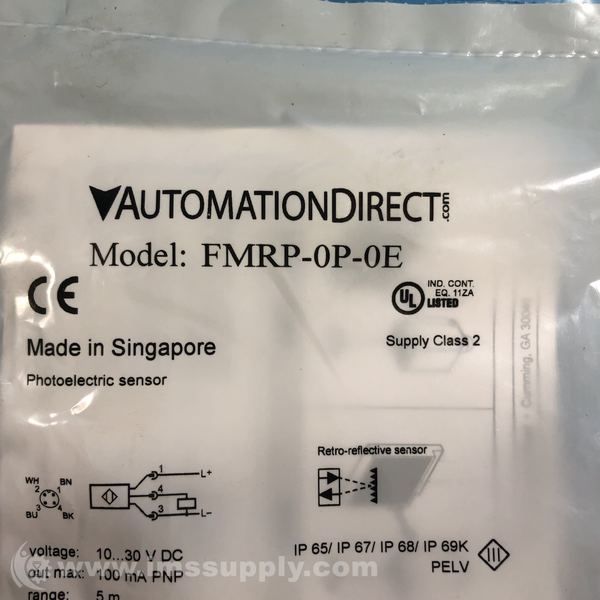 AUTOMATIONDIRECT.com
Model: FMRP-0P-0E
CE
UL
IND. CONT.
EQ. 11ZA
LISTED
Made in Singapore
Supply Class 2
Photoelectric sensor
Cumming, GA
Retro-reflective sensor
WH BN
2 1
3 4
BU BK
1 L+
4
3 L–
voltage: 10...30 V DC
out max: 100 mA PNP
range: 5 m
IP 65/ IP 67/ IP 68/ IP 69K
PELV
III
www.imssupply.com